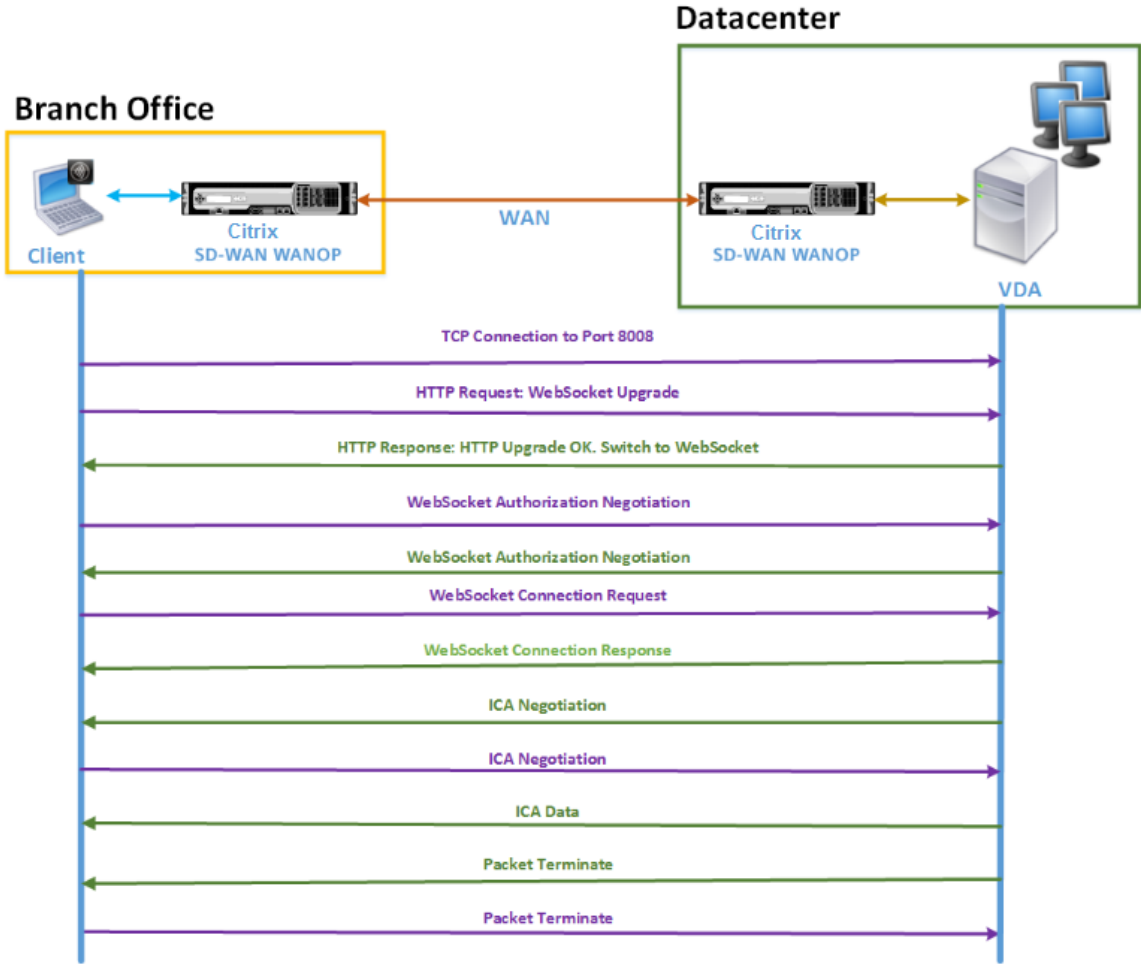 Datacenter
Branch Office
WAN
Citrix
SD-WAN WANOP
Citrix
SD-WAN WANOP
Client
VDA
TCP Connection to Port 8008
HTTP Request: WebSocket Upgrade
HTTP Response: HTTP Upgrade OK. Switch to WebSocket
WebSocket Authorization Negotiation
WebSocket Authorization Negotiation
WebSocket Connection Request
WebSocket Connection Response
ICA Negotiation
ICA Negotiation
ICA Data
Packet Terminate
Packet Terminate